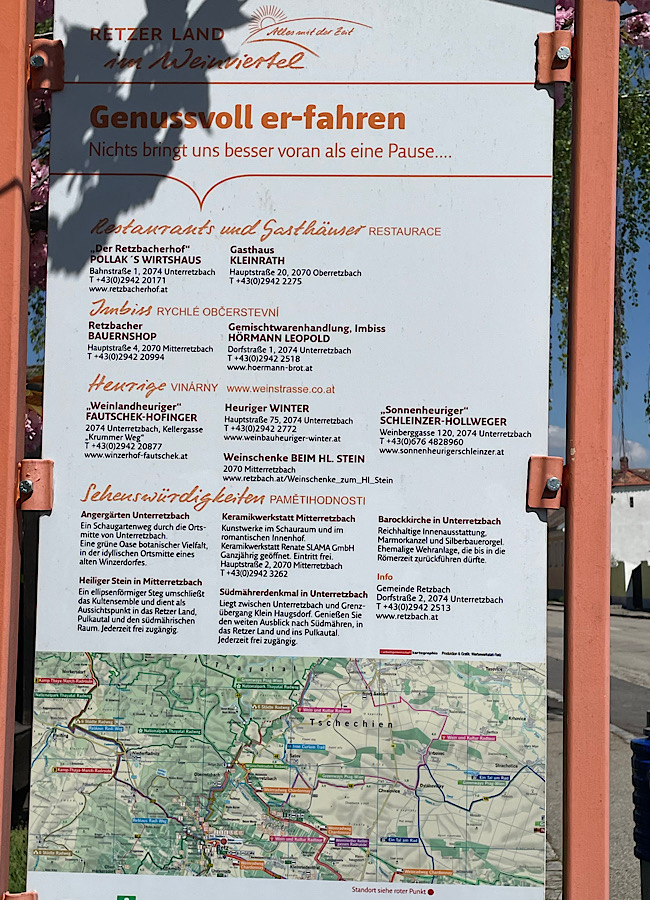 RETZER LAND
Alles mit der Zeit
im Weinviertel
Genussvoll er-fahren
Nichts bringt uns besser voran als eine Pause....
Restaurants und Gasthäuser RESTAURACE
„Der Retzbacherhof“
POLLAK´S WIRTSHAUS
Bahnstraße 1, 2074 Unterretzbach
T +43(0)2942 20171
www.retzbacherhof.at
Gasthaus
KLEINRATH
Hauptstraße 20, 2070 Oberretzbach
T +43(0)2942 2275
Imbiss RYCHLÉ OBČERSTEVNÍ
Retzbacher
BAUERNSHOP
Hauptstraße 4, 2070 Mitterretzbach
T +43(0)2942 20994
Gemischtwarenhandlung, Imbiss
HÖRMANN LEOPOLD
Dorfstraße 1, 2074 Unterretzbach
T +43(0)2942 2518
www.hoermann-brot.at
Heurige VINÁRNY www.weinstrasse.co.at
„Weinlandheuriger“
FAUTSCHEK-HOFINGER
2074 Unterretzbach, Kellergasse
„Krummer Weg“
T +43(0)2942 20877
www.winzerhof-fautschek.at
Heuriger WINTER
Hauptstraße 75, 2074 Unterretzbach
T +43(0)2942 2772
www.weinbauheuriger-winter.at
„Sonnenheuriger“
SCHLEINZER-HOLLWEGER
Weinberggasse 120, 2074 Unterretzbach
T +43(0)676 4828960
www.sonnenheurigerschleinzer.at
Weinschenke BEIM HL. STEIN
2070 Mitterretzbach
www.retzbach.at/Weinschenke_zum_Hl_Stein
Sehenswürdigkeiten PAMĚTIHODNOSTI
Angergärten Unterretzbach
Ein Schaugartenweg durch die Orts-
mitte von Unterretzbach.
Eine grüne Oase botanischer Vielfalt,
in der idyllischen Ortsmitte eines
alten Winzerdorfes.
Heiliger Stein in Mitterretzbach
Ein ellipsenförmiger Steg umschließt
das Kultensemble und dient als
Aussichtspunkt in das Retzer Land,
Pulkautal und den südmährischen
Raum. Jederzeit frei zugängig.
Keramikwerkstatt Mitterretzbach
Kunstwerke im Schauraum und im
romantischen Innenhof.
Keramikwerkstatt Renate SLAMA GmbH
Ganzjährig geöffnet. Eintritt frei.
Hauptstraße 2, 2070 Mitterretzbach
T +43(0)2942 3262
Südmährerdenkmal in Unterretzbach
Liegt zwischen Unterretzbach und Grenz-
übergang Klein Haugsdorf. Genießen Sie
den weiten Ausblick nach Südmähren, in
das Retzer Land und ins Pulkautal.
Jederzeit frei zugängig.
Barockkirche in Unterretzbach
Reichhaltige Innenausstattung,
Marmorkanzel und Silberbauerorgel.
Ehemalige Wehranlage, die bis in die
Römerzeit zurückführen dürfte.
Info
Gemeinde Retzbach
Dorfstraße 2, 2074 Unterretzbach
T +43(0)2942 2513
www.retzbach.at
Tschechien
Standort siehe roter Punkt